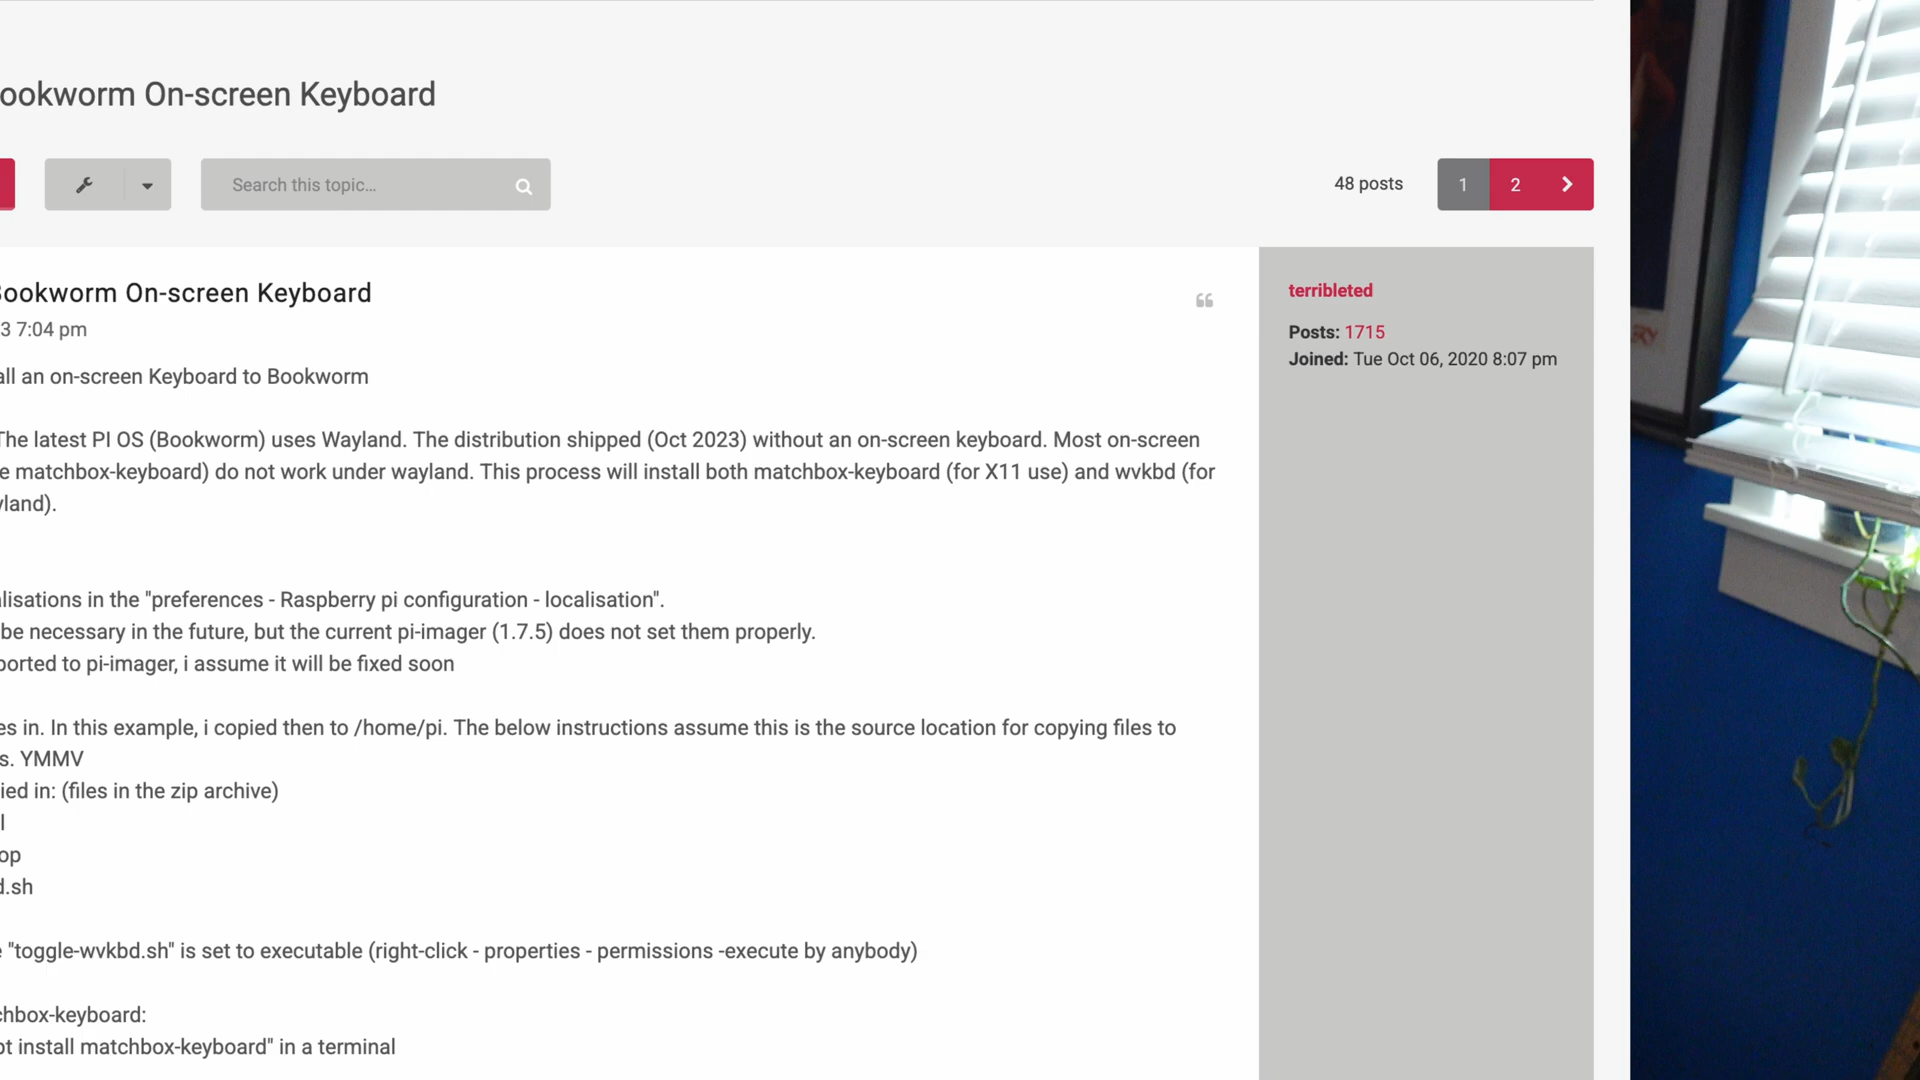 ookworm On-screen Keyboard
Search this topic...
48 posts
1
2
ookworm On-screen Keyboard
terribleted
3 7:04 pm
Posts: 1715
Joined: Tue Oct 06, 2020 8:07 pm
all an on-screen Keyboard to Bookworm
The latest PI OS (Bookworm) uses Wayland. The distribution shipped (Oct 2023) without an on-screen keyboard. Most on-screen
e matchbox-keyboard) do not work under wayland. This process will install both matchbox-keyboard (for X11 use) and wvkbd (for
yland).
alisations in the "preferences - Raspberry pi configuration - localisation".
be necessary in the future, but the current pi-imager (1.7.5) does not set them properly.
ported to pi-imager, i assume it will be fixed soon
es in. In this example, i copied then to /home/pi. The below instructions assume this is the source location for copying files to
s. YMMV
ied in: (files in the zip archive)
l
op
d.sh
e "toggle-wvkbd.sh" is set to executable (right-click - properties - permissions -execute by anybody)
chbox-keyboard:
pt install matchbox-keyboard" in a terminal